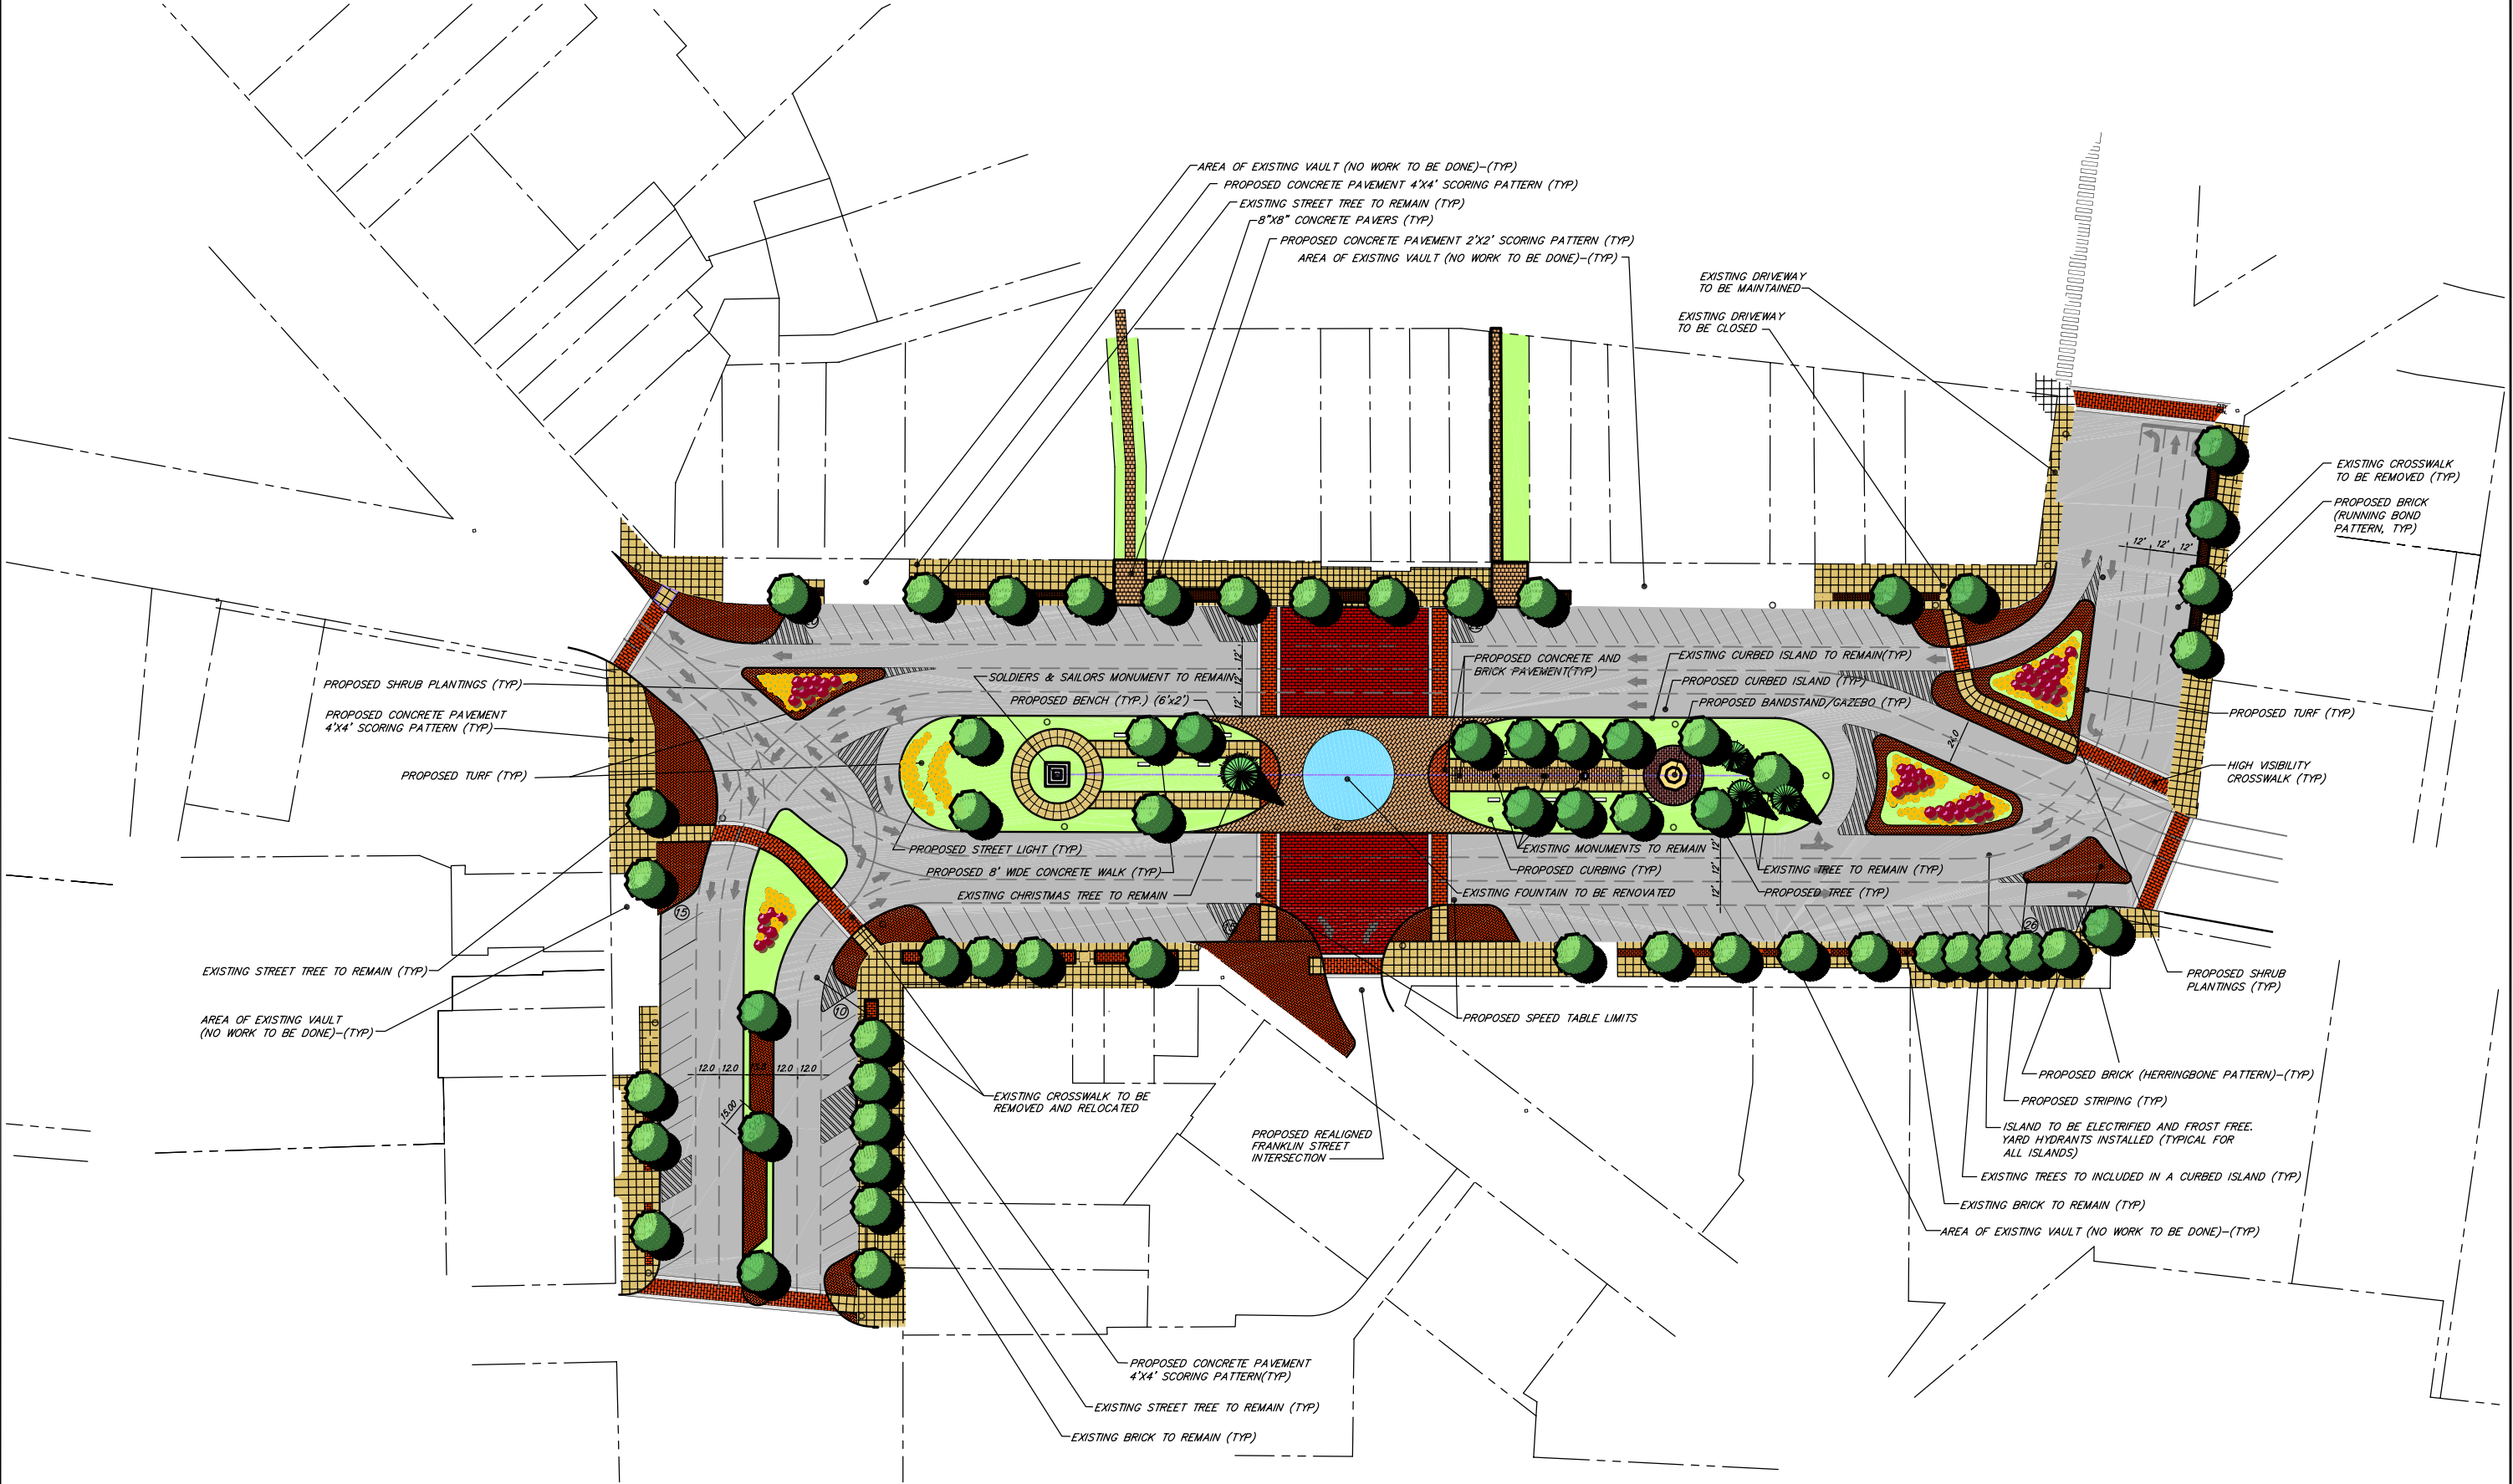 AREA OF EXISTING VAULT (NO WORK TO BE DONE)-(TYP)
PROPOSED CONCRETE PAVEMENT 4'X4' SCORING PATTERN (TYP)
EXISTING STREET TREE TO REMAIN (TYP)
8"X8" CONCRETE PAVERS (TYP)
PROPOSED CONCRETE PAVEMENT 2'X2' SCORING PATTERN (TYP)
AREA OF EXISTING VAULT (NO WORK TO BE DONE)-(TYP)
EXISTING DRIVEWAY
TO BE MAINTAINED
EXISTING DRIVEWAY
TO BE CLOSED
EXISTING CROSSWALK
TO BE REMOVED (TYP)
PROPOSED BRICK
(RUNNING BOND
PATTERN, TYP)
12' 12' 12'
PROPOSED SHRUB PLANTINGS (TYP)
PROPOSED CONCRETE PAVEMENT
4'X4' SCORING PATTERN (TYP)
PROPOSED TURF (TYP)
SOLDIERS & SAILORS MONUMENT TO REMAIN
PROPOSED BENCH (TYP.) (6'x2')
12' 12' 12'
PROPOSED CONCRETE AND
BRICK PAVEMENT(TYP)
EXISTING CURBED ISLAND TO REMAIN(TYP)
PROPOSED CURBED ISLAND (TYP)
PROPOSED BANDSTAND/GAZEBO (TYP)
24.0
PROPOSED TURF (TYP)
HIGH VISIBILITY
CROSSWALK (TYP)
PROPOSED STREET LIGHT (TYP)
PROPOSED 8' WIDE CONCRETE WALK (TYP)
EXISTING CHRISTMAS TREE TO REMAIN
EXISTING MONUMENTS TO REMAIN
PROPOSED CURBING (TYP)
EXISTING FOUNTAIN TO BE RENOVATED
12' 12' 12'
EXISTING TREE TO REMAIN (TYP)
PROPOSED TREE (TYP)
15
26
10
EXISTING STREET TREE TO REMAIN (TYP)
AREA OF EXISTING VAULT
(NO WORK TO BE DONE)-(TYP)
PROPOSED SHRUB
PLANTINGS (TYP)
PROPOSED SPEED TABLE LIMITS
12.0 12.0 12.0 12.0
15.00
EXISTING CROSSWALK TO BE
REMOVED AND RELOCATED
PROPOSED REALIGNED
FRANKLIN STREET
INTERSECTION
PROPOSED BRICK (HERRINGBONE PATTERN)-(TYP)
PROPOSED STRIPING (TYP)
ISLAND TO BE ELECTRIFIED AND FROST FREE.
YARD HYDRANTS INSTALLED (TYPICAL FOR
ALL ISLANDS)
EXISTING TREES TO INCLUDED IN A CURBED ISLAND (TYP)
EXISTING BRICK TO REMAIN (TYP)
AREA OF EXISTING VAULT (NO WORK TO BE DONE)-(TYP)
PROPOSED CONCRETE PAVEMENT
4'X4' SCORING PATTERN(TYP)
EXISTING STREET TREE TO REMAIN (TYP)
EXISTING BRICK TO REMAIN (TYP)